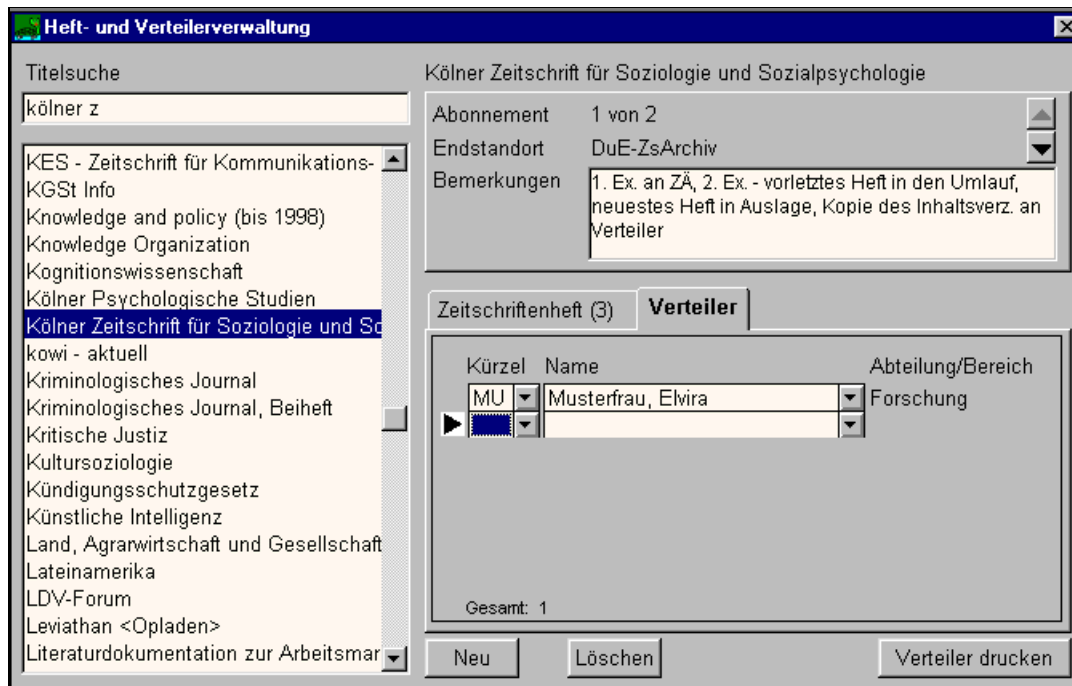 Heft- und Verteilerverwaltung
Titelsuche
kölner z
KES - Zeitschrift für Kommunikations-
KGSt Info
Knowledge and policy (bis 1998)
Knowledge Organization
Kognitionswissenschaft
Kölner Psychologische Studien
Kölner Zeitschrift für Soziologie und So
kowi - aktuell
Kriminologisches Journal
Kriminologisches Journal, Beiheft
Kritische Justiz
Kultursoziologie
Kündigungsschutzgesetz
Künstliche Intelligenz
Land, Agrarwirtschaft und Gesellschaft
Lateinamerika
LDV-Forum
Leviathan <Opladen>
Literaturdokumentation zur Arbeitsmar
Kölner Zeitschrift für Soziologie und Sozialpsychologie
Abonnement 1 von 2
Endstandort DuE-ZsArchiv
Bemerkungen 1. Ex. an ZÄ, 2. Ex. - vorletztes Heft in den Umlauf,
neuestes Heft in Auslage, Kopie des Inhaltsverz. an
Verteiler
Zeitschriftenheft (3) Verteiler
Kürzel Name Abteilung/Bereich
MU Musterfrau, Elvira Forschung
Gesamt: 1
Neu Löschen Verteiler drucken